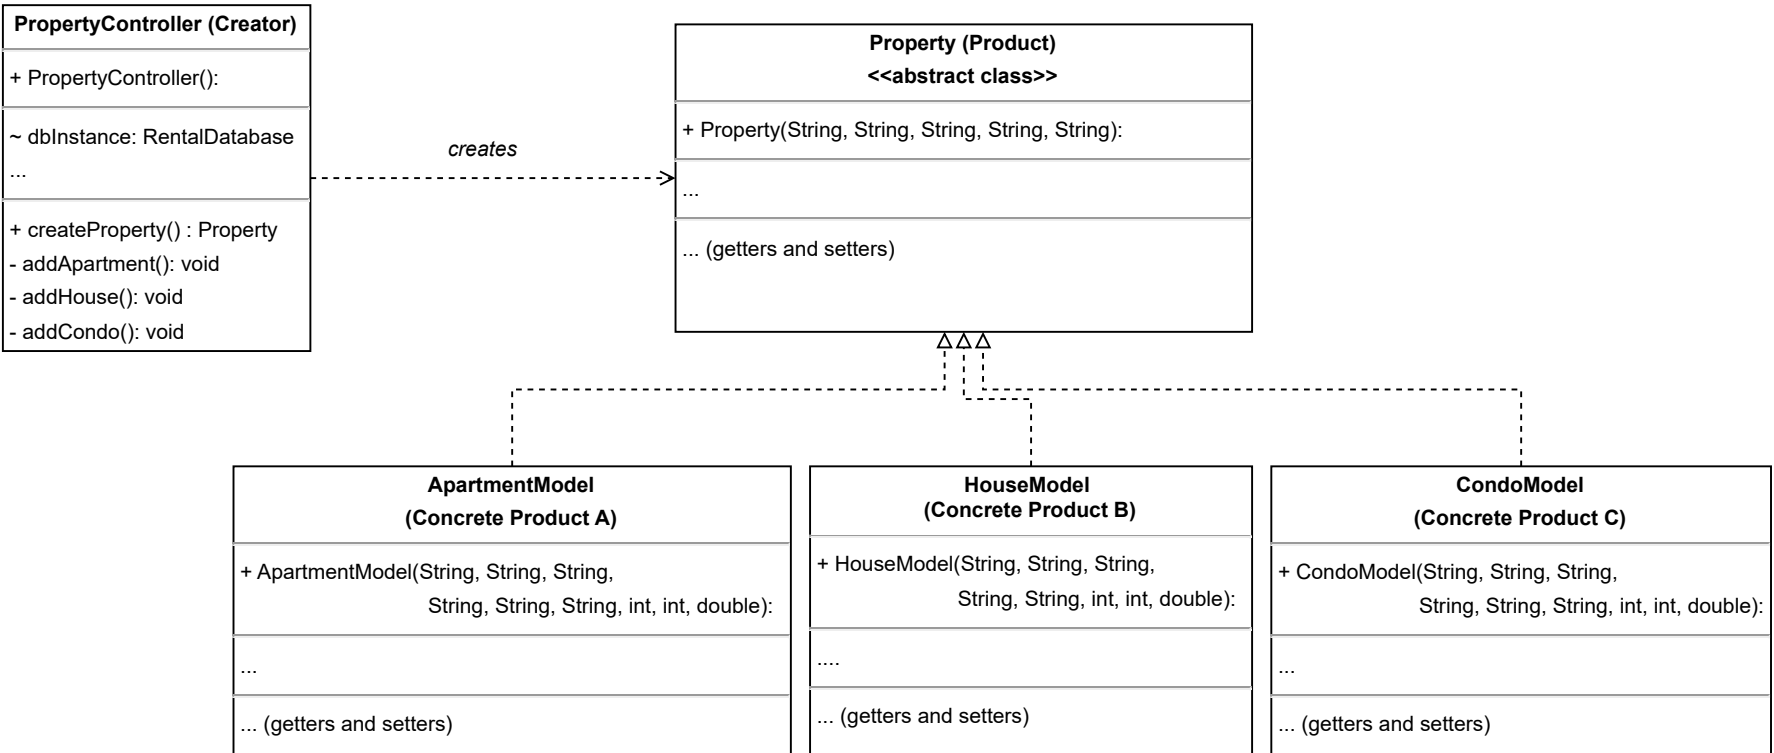 PropertyController (Creator)
+ PropertyController():
~ dbInstance: RentalDatabase
...
+ createProperty() : Property
- addApartment(): void
- addHouse(): void
- addCondo(): void
creates
Property (Product)
<<abstract class>>
+ Property(String, String, String, String, String):
...
... (getters and setters)
ApartmentModel
(Concrete Product A)
+ ApartmentModel(String, String, String,
String, String, String, int, int, double):
...
... (getters and setters)
HouseModel
(Concrete Product B)
+ HouseModel(String, String, String,
String, String, int, int, double):
....
... (getters and setters)
CondoModel
(Concrete Product C)
+ CondoModel(String, String, String,
String, String, String, int, int, double):
...
... (getters and setters)